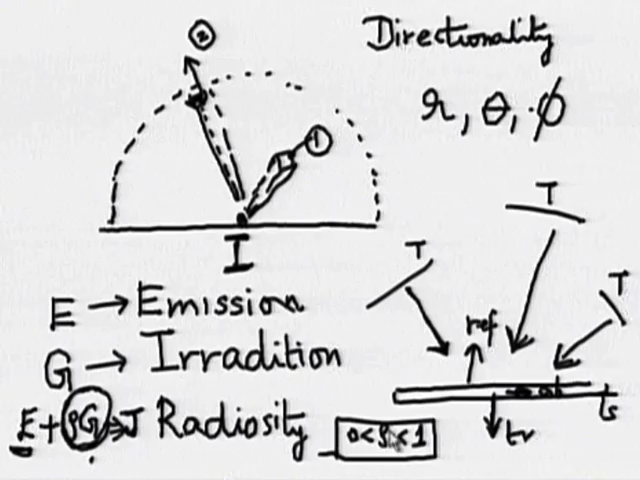 Directionality
r, θ, ϕ
2
1
I
T
T
T
E → Emission
G → Irradition
ref
ts
tr
E + ρG → J Radiosity
0 < ρ < 1